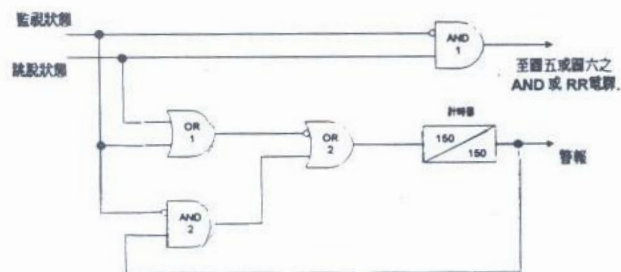 監視狀態
AND
1
跳脫狀態
至圖五或圖六之
AND 或 RR電驛.
計時器
OR
1
OR
2
150
150
警報
AND
2